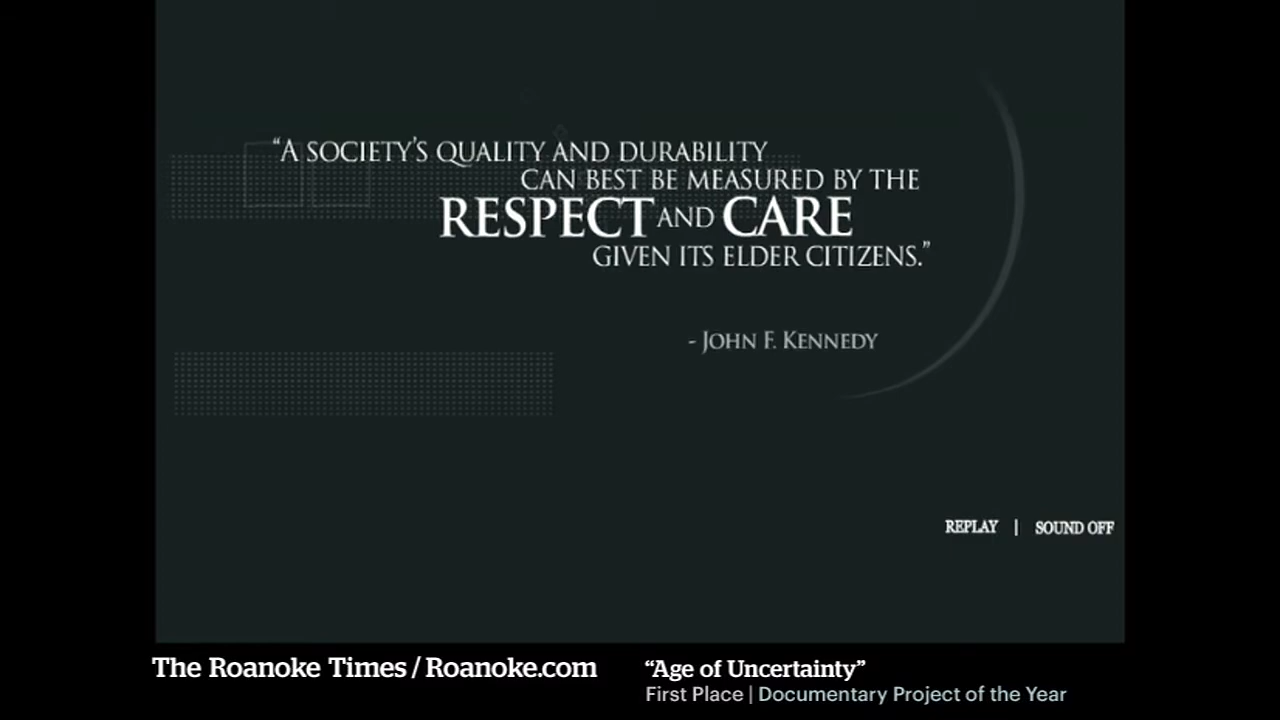 “A SOCIETY’S QUALITY AND DURABILITY
CAN BEST BE MEASURED BY THE
RESPECT AND CARE
GIVEN ITS ELDER CITIZENS.”
- JOHN F. KENNEDY
REPLAY | SOUND OFF
The Roanoke Times / Roanoke.com
“Age of Uncertainty”
First Place | Documentary Project of the Year